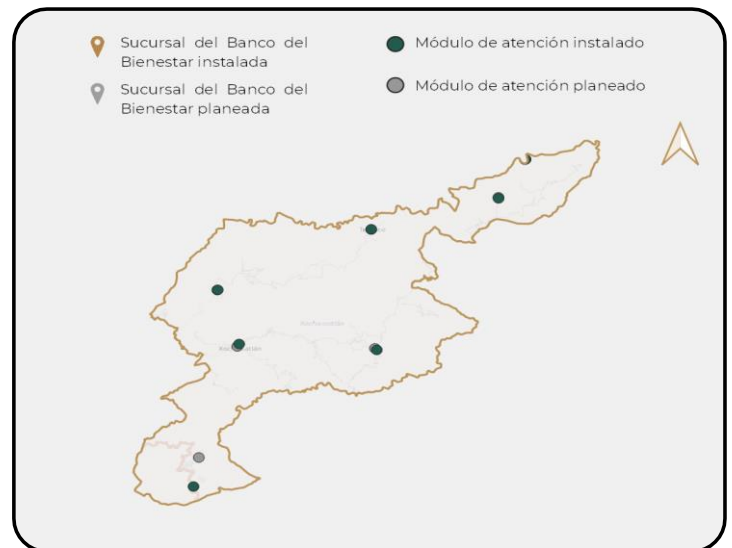 Sucursal del Banco del
Bienestar instalada
Sucursal del Banco del
Bienestar planeada
Módulo de atención instalado
Módulo de atención planeado